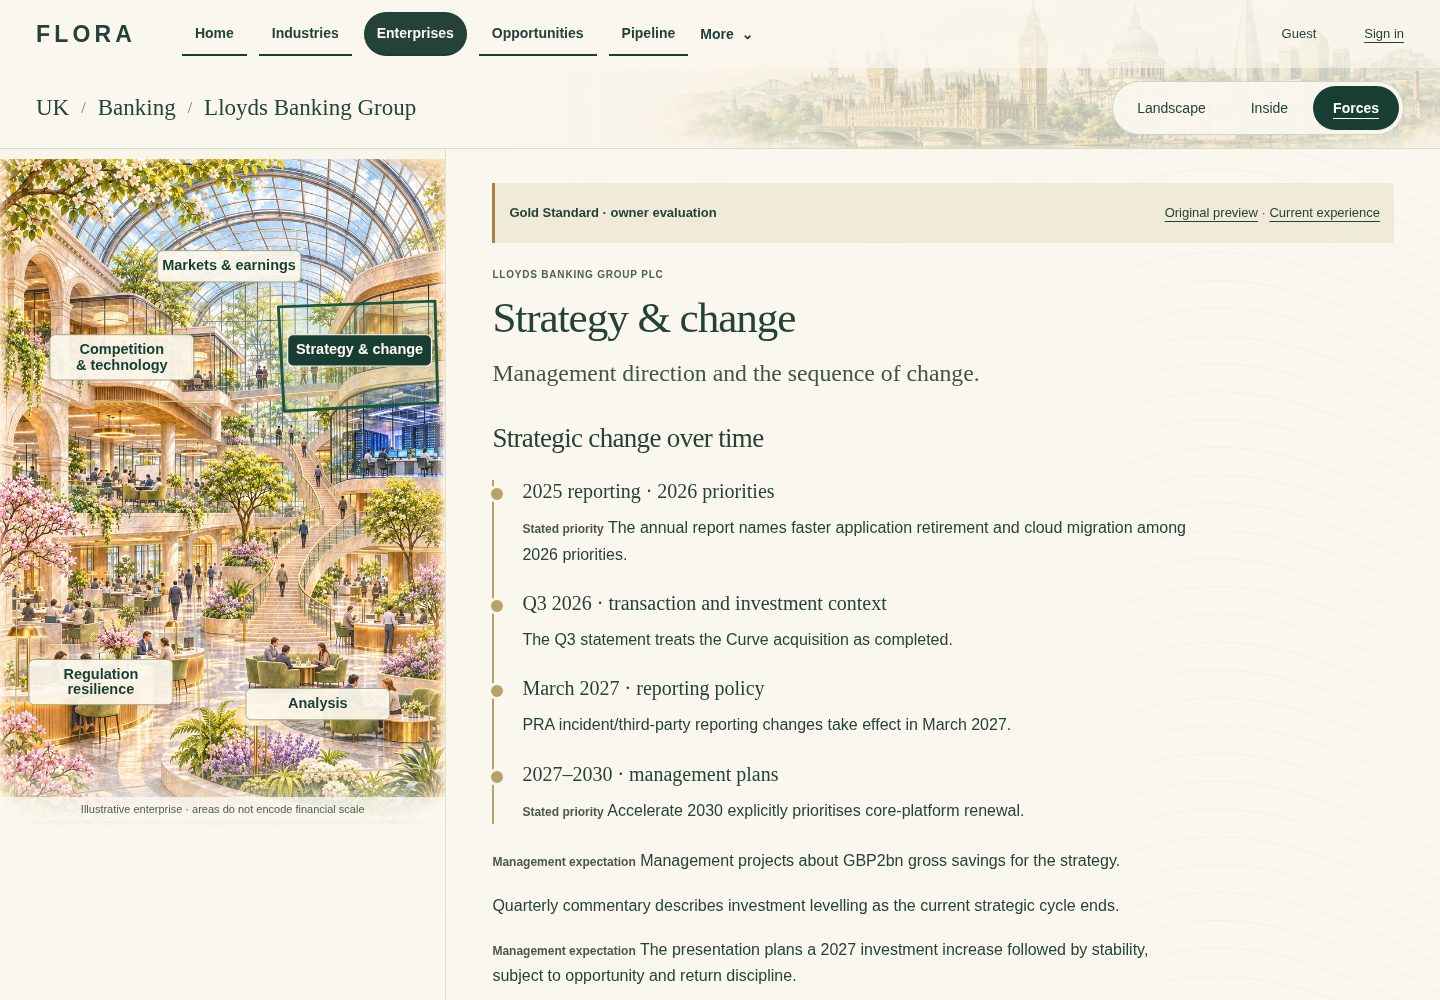 FLORA
Home
Industries
Enterprises
Opportunities
Pipeline
More
Guest
Sign in
UK / Banking / Lloyds Banking Group
Landscape
Inside
Forces
Markets & earnings
Competition
& technology
Strategy & change
Regulation
resilience
Analysis
Illustrative enterprise · areas do not encode financial scale
Gold Standard · owner evaluation
Original preview · Current experience
LLOYDS BANKING GROUP PLC
Strategy & change
Management direction and the sequence of change.
Strategic change over time
2025 reporting · 2026 priorities
Stated priority The annual report names faster application retirement and cloud migration among
2026 priorities.
Q3 2026 · transaction and investment context
The Q3 statement treats the Curve acquisition as completed.
March 2027 · reporting policy
PRA incident/third-party reporting changes take effect in March 2027.
2027–2030 · management plans
Stated priority Accelerate 2030 explicitly prioritises core-platform renewal.
Management expectation Management projects about GBP2bn gross savings for the strategy.
Quarterly commentary describes investment levelling as the current strategic cycle ends.
Management expectation The presentation plans a 2027 investment increase followed by stability,
subject to opportunity and return discipline.